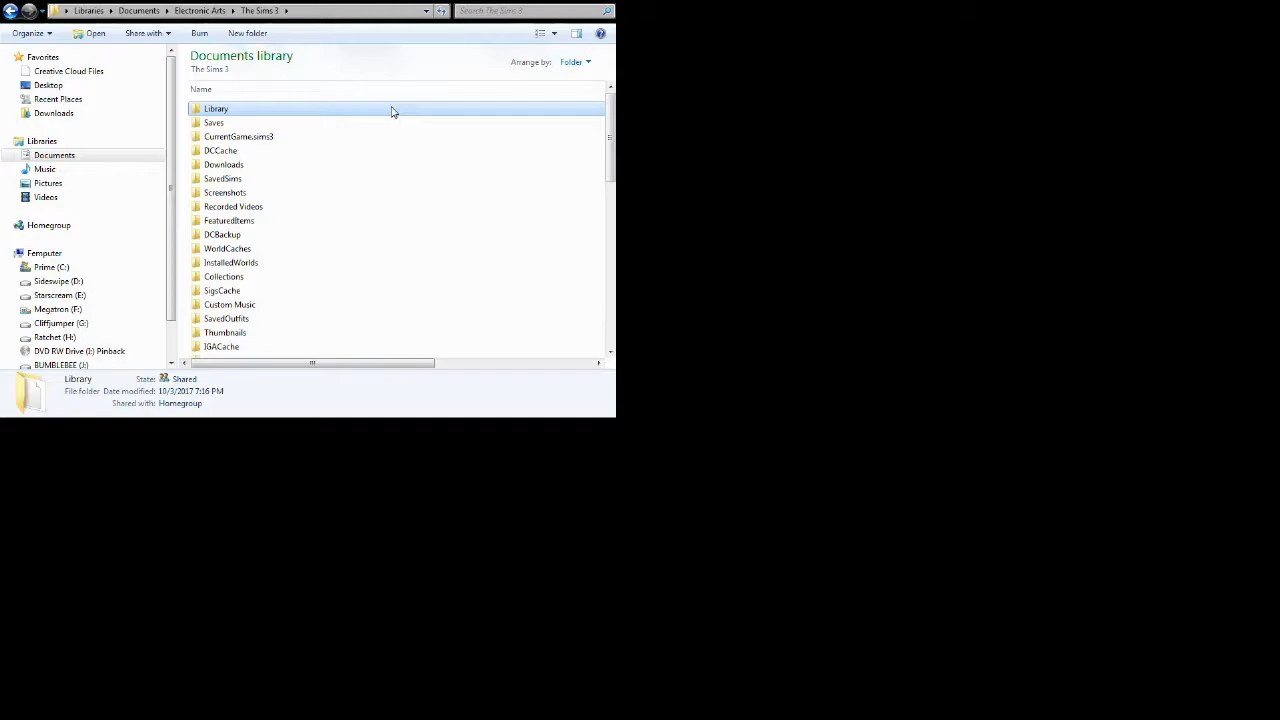 Libraries Documents Electronic Arts The Sims 3 Search The Sims 3
Organize Open Share with Burn New folder
Favorites
Creative Cloud Files
Desktop
Recent Places
Downloads
Libraries
Documents
Music
Pictures
Videos
Homegroup
Femputer
Prime (C:)
Sideswipe (D:)
Starscream (E:)
Megatron (F:)
Cliffjumper (G:)
Ratchet (H:)
DVD RW Drive (I:) Pinback
BUMBLEBEE (J:)
Documents library
The Sims 3
Arrange by: Folder
Name
Library
Saves
CurrentGame.sims3
DCCache
Downloads
SavedSims
Screenshots
Recorded Videos
FeaturedItems
DCBackup
WorldCaches
InstalledWorlds
Collections
SigsCache
Custom Music
SavedOutfits
Thumbnails
IGACache
Library State: Shared
File folder Date modified: 10/3/2017 7:16 PM
Shared with: Homegroup